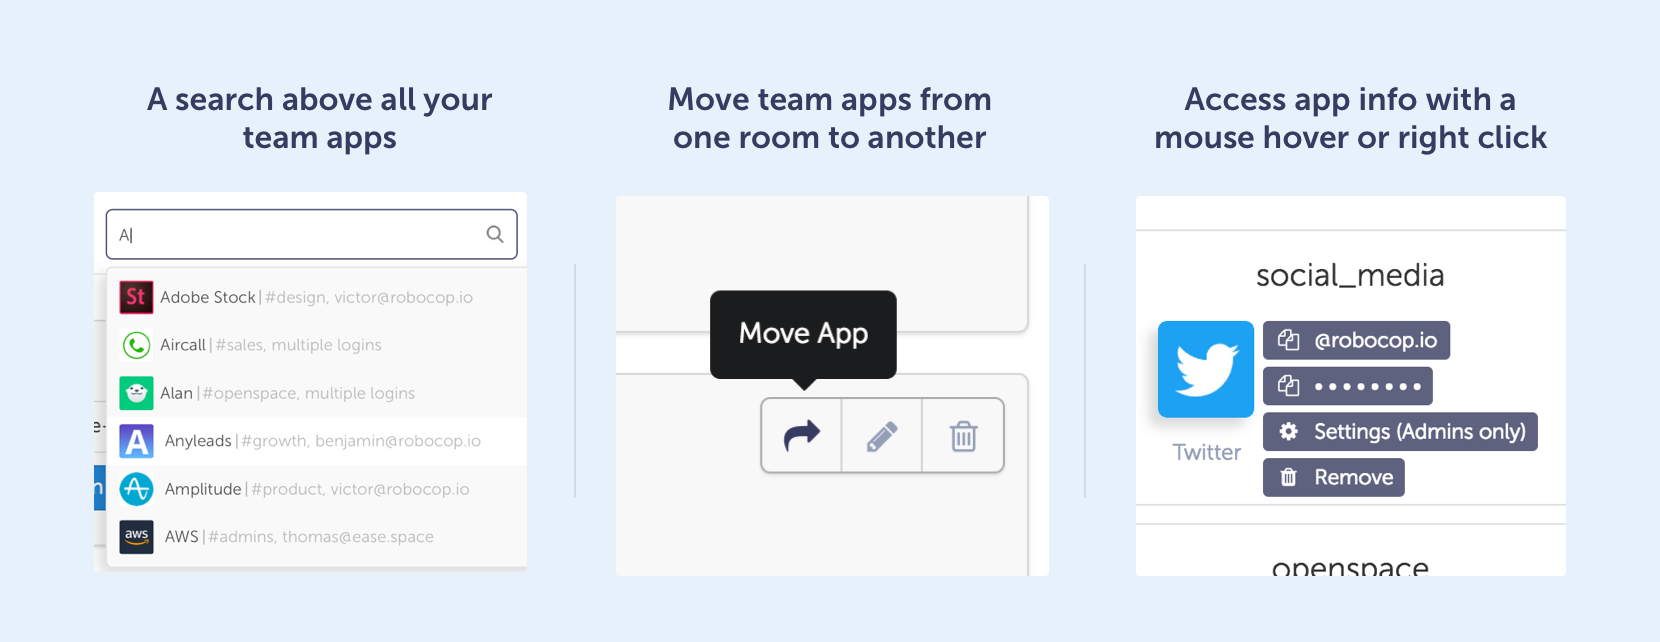 A search above all your
team apps
A
St Adobe Stock | #design, victor@robocop.io
Aircall | #sales, multiple logins
Alan | #openspace, multiple logins
e-
A Anyleads | #growth, benjamin@robocop.io
n
Amplitude | #product, victor@robocop.io
aws AWS | #admins, thomas@ease.space
Move team apps from
one room to another
Move App
Access app info with a
mouse hover or right click
social_media
@robocop.io
••••••••
Settings (Admins only)
Twitter
Remove
openspace